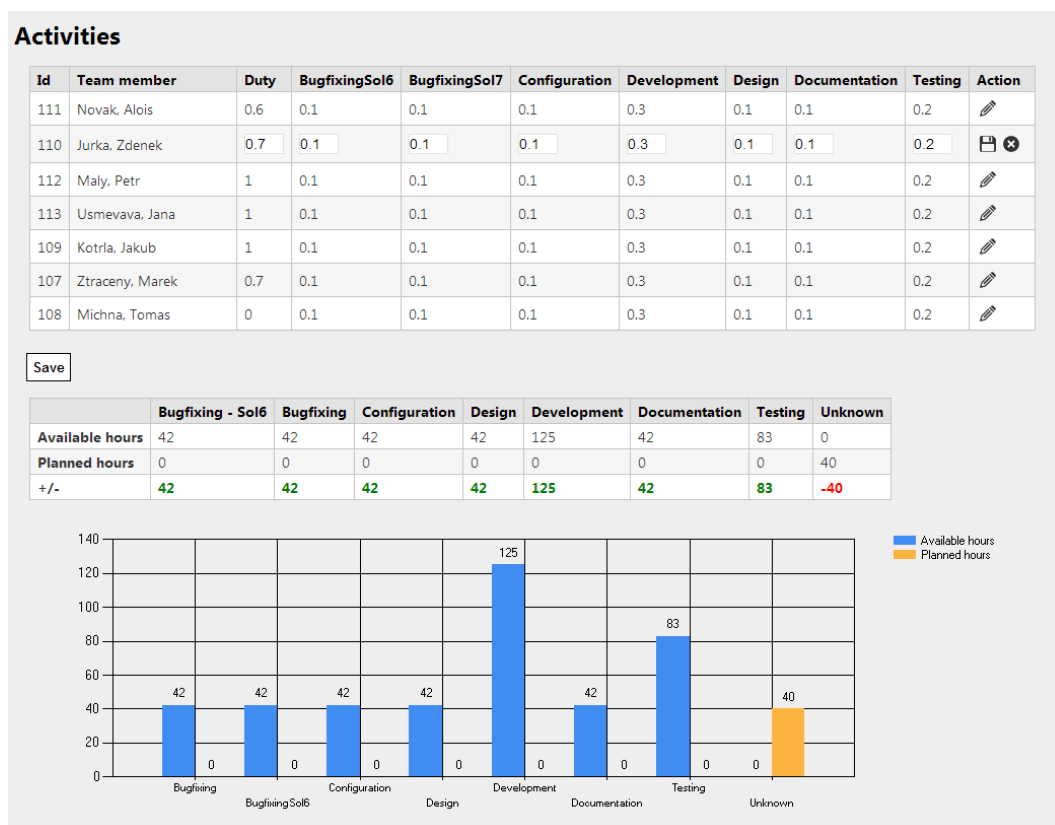 Activities
Id Team member Duty BugfixingSol6 BugfixingSol7 Configuration Development Design Documentation Testing Action
111 Novak, Alois 0.6 0.1 0.1 0.1 0.3 0.1 0.1 0.2
110 Jurka, Zdenek 0.7 0.1 0.1 0.1 0.3 0.1 0.1 0.2
112 Maly, Petr 1 0.1 0.1 0.1 0.3 0.1 0.1 0.2
113 Usmevava, Jana 1 0.1 0.1 0.1 0.3 0.1 0.1 0.2
109 Kotrla, Jakub 1 0.1 0.1 0.1 0.3 0.1 0.1 0.2
107 Ztraceny, Marek 0.7 0.1 0.1 0.1 0.3 0.1 0.1 0.2
108 Michna, Tomas 0 0.1 0.1 0.1 0.3 0.1 0.1 0.2
Save
Bugfixing - Sol6 Bugfixing Configuration Design Development Documentation Testing Unknown
Available hours 42 42 42 42 125 42 83 0
Planned hours 0 0 0 0 0 0 0 40
+/- 42 42 42 42 125 42 83 -40
140
Available hours
125
Planned hours
120
100
83
80
60
42 42 42 42 42 40
40
20
0 0 0 0 0 0 0 0
0
Bugfixing Configuration Development Testing
BugfixingSol6 Design Documentation Unknown